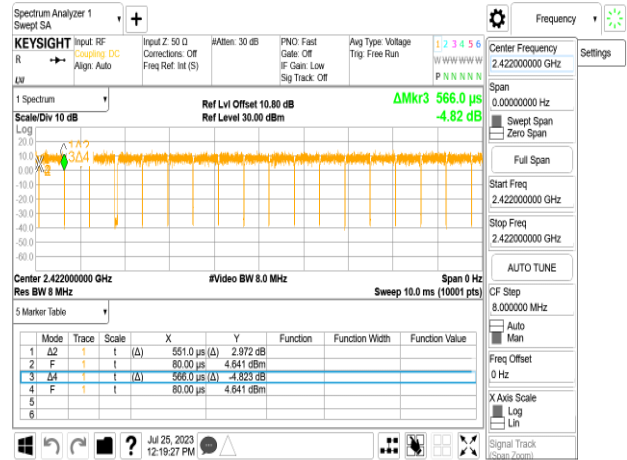 Spectrum Analyzer 1
Swept SA
Frequency
KEYSIGHT
Input: RF
Coupling: DC
Align: Auto
Input Z: 50 Ω
Corrections: Off
Freq Ref: Int (S)
#Atten: 30 dB
PNO: Fast
Gate: Off
IF Gain: Low
Sig Track: Off
Avg Type: Voltage
Trig: Free Run
1 2 3 4 5 6
W W W W W W
P N N N N N
R
Center Frequency
2.422000000 GHz
Settings
Span
0.00000000 Hz
Swept Span
Zero Span
Full Span
Start Freq
2.422000000 GHz
Stop Freq
2.422000000 GHz
AUTO TUNE
CF Step
8.000000 MHz
Auto
Man
Freq Offset
0 Hz
X Axis Scale
Log
Lin
Signal Track
(Span Zoom)
1 Spectrum
Ref Lvl Offset 10.80 dB
ΔMkr3 566.0 µs
Scale/Div 10 dB
Ref Level 30.00 dBm
-4.82 dB
Log
20.0
10.0
0.00
-10.0
-20.0
-30.0
-40.0
-50.0
-60.0
1Δ2
3Δ4
Center 2.422000000 GHz
#Video BW 8.0 MHz
Span 0 Hz
Res BW 8 MHz
Sweep 10.0 ms (10001 pts)
5 Marker Table
Mode Trace Scale X Y Function Function Width Function Value
1 Δ2 1 t (Δ) 551.0 µs (Δ) 2.972 dB
2 F 1 t 80.00 µs 4.641 dBm
3 Δ4 1 t (Δ) 566.0 µs (Δ) -4.823 dB
4 F 1 t 80.00 µs 4.641 dBm
5
6
?
Jul 25, 2023
12:19:27 PM